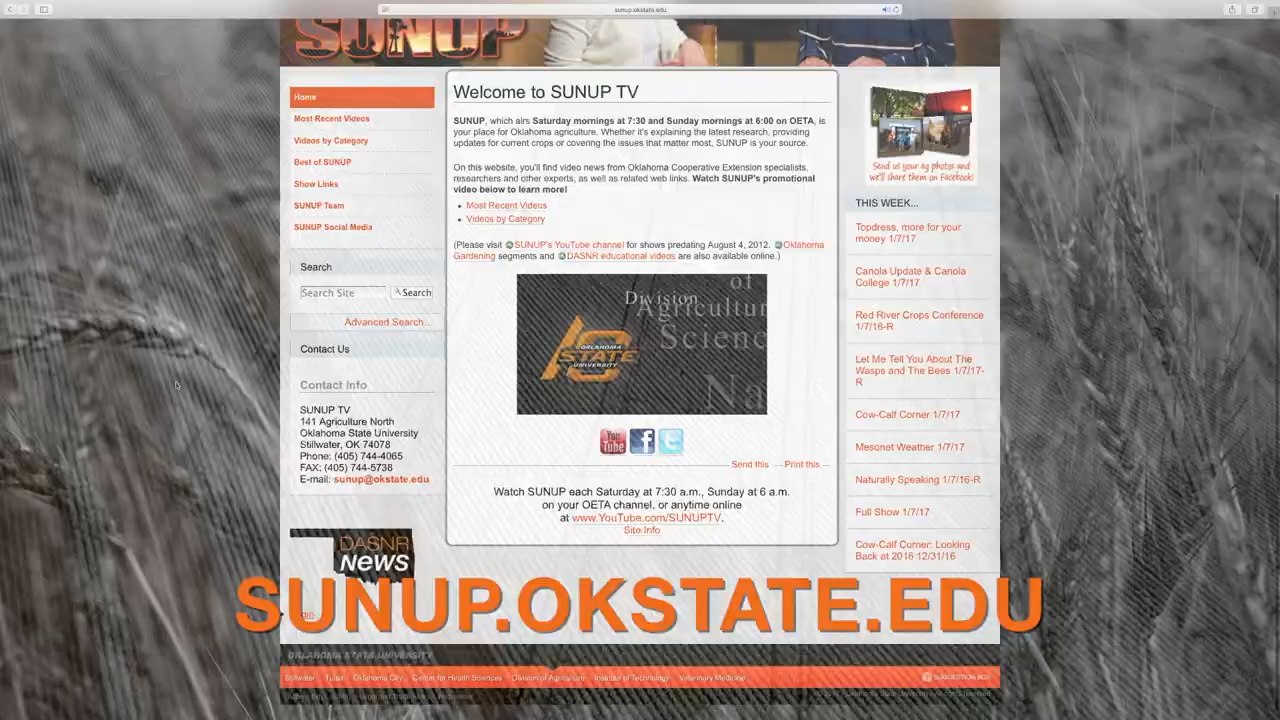 sunup.okstate.edu
SUNUP
Home
Most Recent Videos
Videos by Category
Best of SUNUP
Show Links
SUNUP Team
SUNUP Social Media
Search
Search Site
Search
Advanced Search...
Contact Us
Contact Info
SUNUP TV
141 Agriculture North
Oklahoma State University
Stillwater, OK 74078
Phone: (405) 744-4065
FAX: (405) 744-5738
E-mail: sunup@okstate.edu
DASNR
News
Welcome to SUNUP TV
SUNUP, which airs Saturday mornings at 7:30 and Sunday mornings at 6:00 on OETA, is
your place for Oklahoma agriculture. Whether it's explaining the latest research, providing
updates for current crops or covering the issues that matter most, SUNUP is your source.
On this website, you'll find video news from Oklahoma Cooperative Extension specialists,
researchers and other experts, as well as related web links. Watch SUNUP's promotional
video below to learn more!
Most Recent Videos
Videos by Category
(Please visit SUNUP's YouTube channel for shows predating August 4, 2012. Oklahoma
Gardening segments and DASNR educational videos are also available online.)
of
Division
Agricultur
Scienc
Na
OKLAHOMA
STATE
UNIVERSITY
You
Tube
Send this
Print this
Watch SUNUP each Saturday at 7:30 a.m., Sunday at 6 a.m.
on your OETA channel, or anytime online
at www.YouTube.com/SUNUPTV.
Site Info
Send us your ag photos and
we'll share them on Facebook!
THIS WEEK...
Topdress, more for your
money 1/7/17
Canola Update & Canola
College 1/7/17
Red River Crops Conference
1/7/16-R
Let Me Tell You About The
Wasps and The Bees 1/7/17-
R
Cow-Calf Corner 1/7/17
Mesonet Weather 1/7/17
Naturally Speaking 1/7/16-R
Full Show 1/7/17
Cow-Calf Corner: Looking
Back at 2016 12/31/16
SUNUP.OKSTATE.EDU
OKLAHOMA STATE UNIVERSITY
Stillwater Tulsa Oklahoma City Center for Health Sciences Division of Agriculture Institute of Technology Veterinary Medicine
SUGGESTION BOX